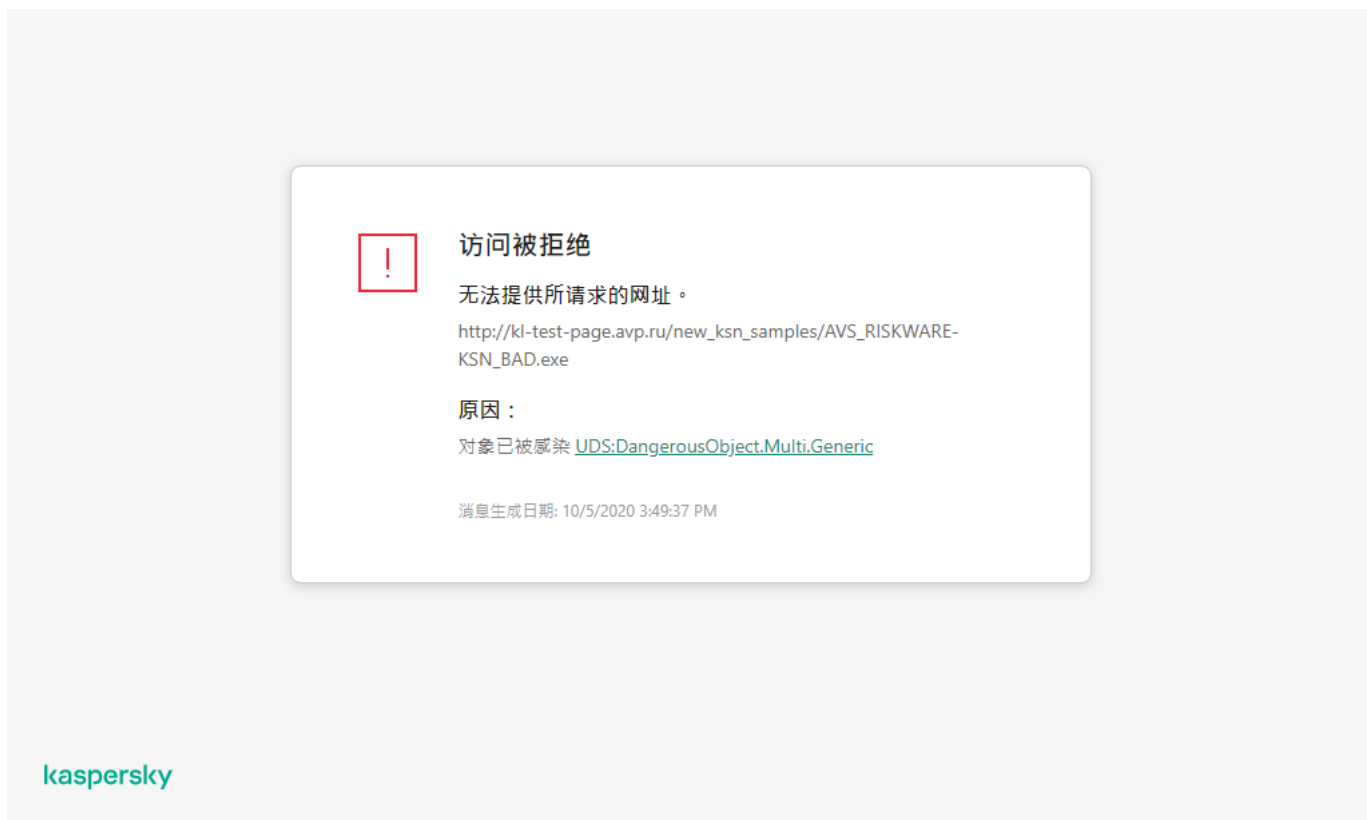 访问被拒绝
无法提供所请求的网址。
http://kl-test-page.avp.ru/new_ksn_samples/AVS_RISKWARE-
KSN_BAD.exe
原因：
对象已被感染 UDS:DangerousObject.Multi.Generic
消息生成日期: 10/5/2020 3:49:37 PM
kaspersky